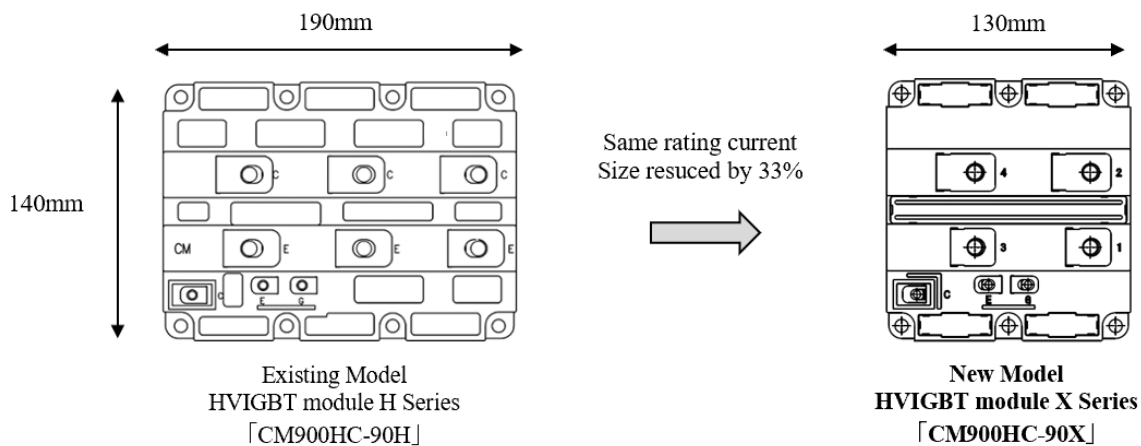 190mm
130mm
140mm
C
C
C
CM
E
E
E
C
E
G
Same rating current
Size resuced by 33%
4
2
3
1
C
E
G
Existing Model
HVIGBT module H Series
「CM900HC-90H」
New Model
HVIGBT module X Series
「CM900HC-90X」